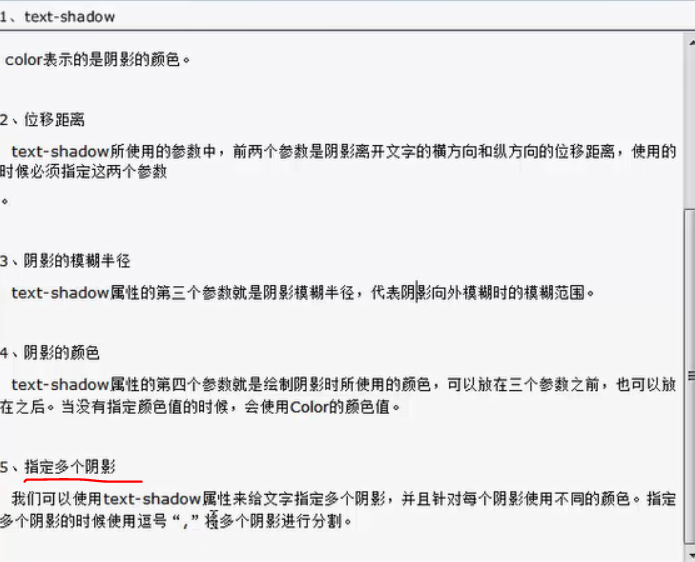 1、text-shadow
color表示的是阴影的颜色。
2、位移距离
text-shadow所使用的参数中，前两个参数是阴影离开文字的横方向和纵方向的位移距离，使用的
时候必须指定这两个参数
。
3、阴影的模糊半径
text-shadow属性的第三个参数就是阴影模糊半径，代表阴影向外模糊时的模糊范围。
4、阴影的颜色
text-shadow属性的第四个参数就是绘制阴影时所使用的颜色，可以放在三个参数之前，也可以放
在之后。当没有指定颜色值的时候，会使用Color的颜色值。
5、指定多个阴影
我们可以使用text-shadow属性来给文字指定多个阴影，并且针对每个阴影使用不同的颜色。指定
多个阴影的时候使用逗号“,”将多个阴影进行分割。